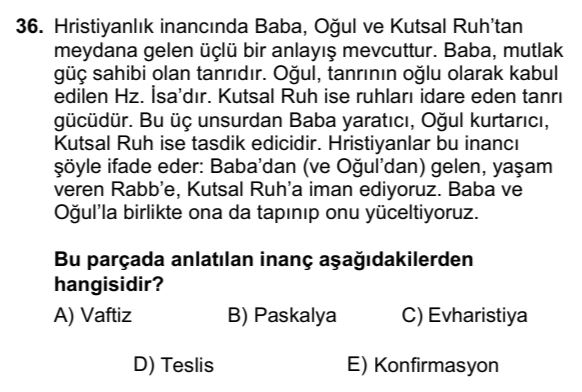 36. Hristiyanlık inancında Baba, Oğul ve Kutsal Ruh'tan
meydana gelen üçlü bir anlayış mevcuttur. Baba, mutlak
güç sahibi olan tanrıdır. Oğul, tanrının oğlu olarak kabul
edilen Hz. İsa'dır. Kutsal Ruh ise ruhları idare eden tanrı
gücüdür. Bu üç unsurdan Baba yaratıcı, Oğul kurtarıcı,
Kutsal Ruh ise tasdik edicidir. Hristiyanlar bu inancı
şöyle ifade eder: Baba'dan (ve Oğul'dan) gelen, yaşam
veren Rabb'e, Kutsal Ruh'a iman ediyoruz. Baba ve
Oğul'la birlikte ona da tapınıp onu yüceltiyoruz.
Bu parçada anlatılan inanç aşağıdakilerden
hangisidir?
A) Vaftiz B) Paskalya C) Evharistiya
D) Teslis E) Konfirmasyon